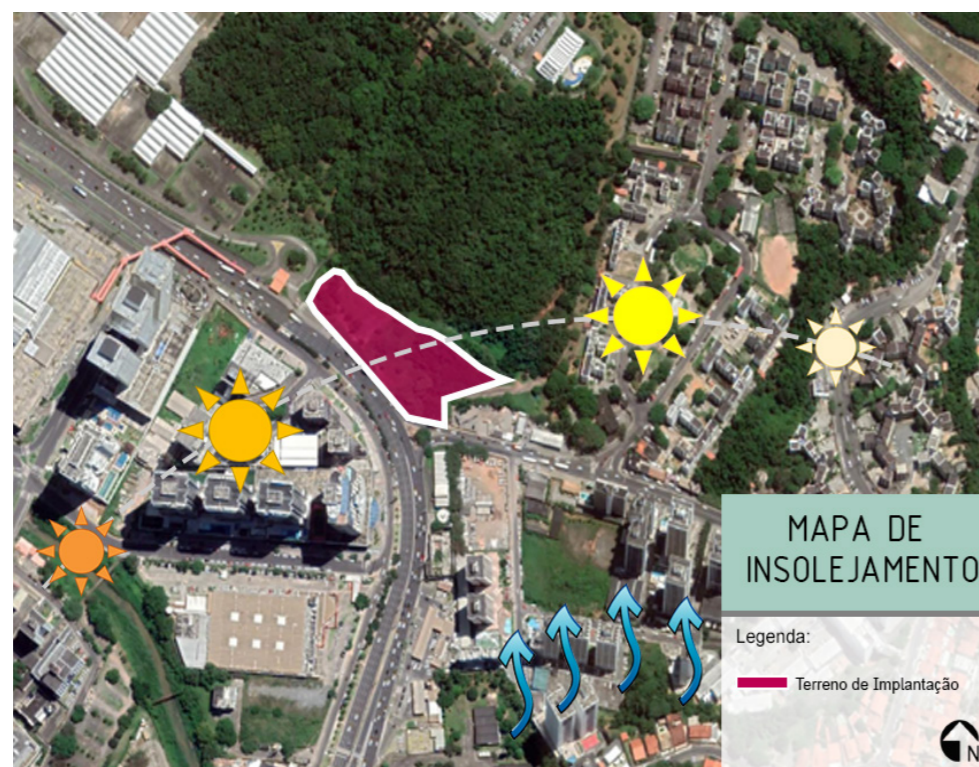 MAPA DE
INSOLEJAMENTO
Legenda:
Terreno de Implantação
N